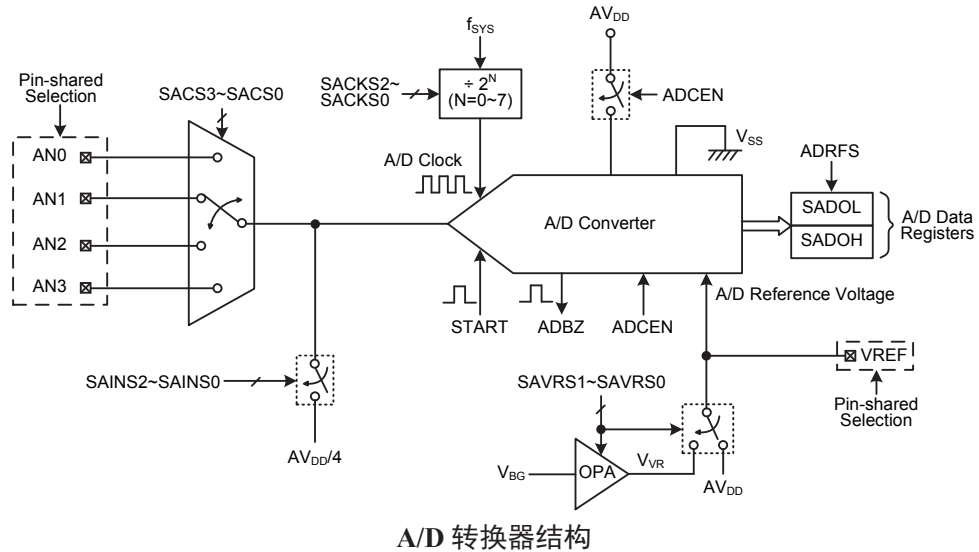 f_SYS
AV_DD
Pin-shared
Selection
SACS3~SACS0
SACKS2~
SACKS0
÷ 2^N
(N=0~7)
ADCEN
V_SS
AN0
AN1
AN2
AN3
A/D Clock
ADRFS
A/D Converter
SADOL
SADOH
A/D Data
Registers
START
ADBZ
ADCEN
A/D Reference Voltage
VREF
Pin-shared
Selection
SAINS2~SAINS0
SAVRS1~SAVRS0
AV_DD/4
V_BG
OPA
V_VR
AV_DD
A/D 转换器结构